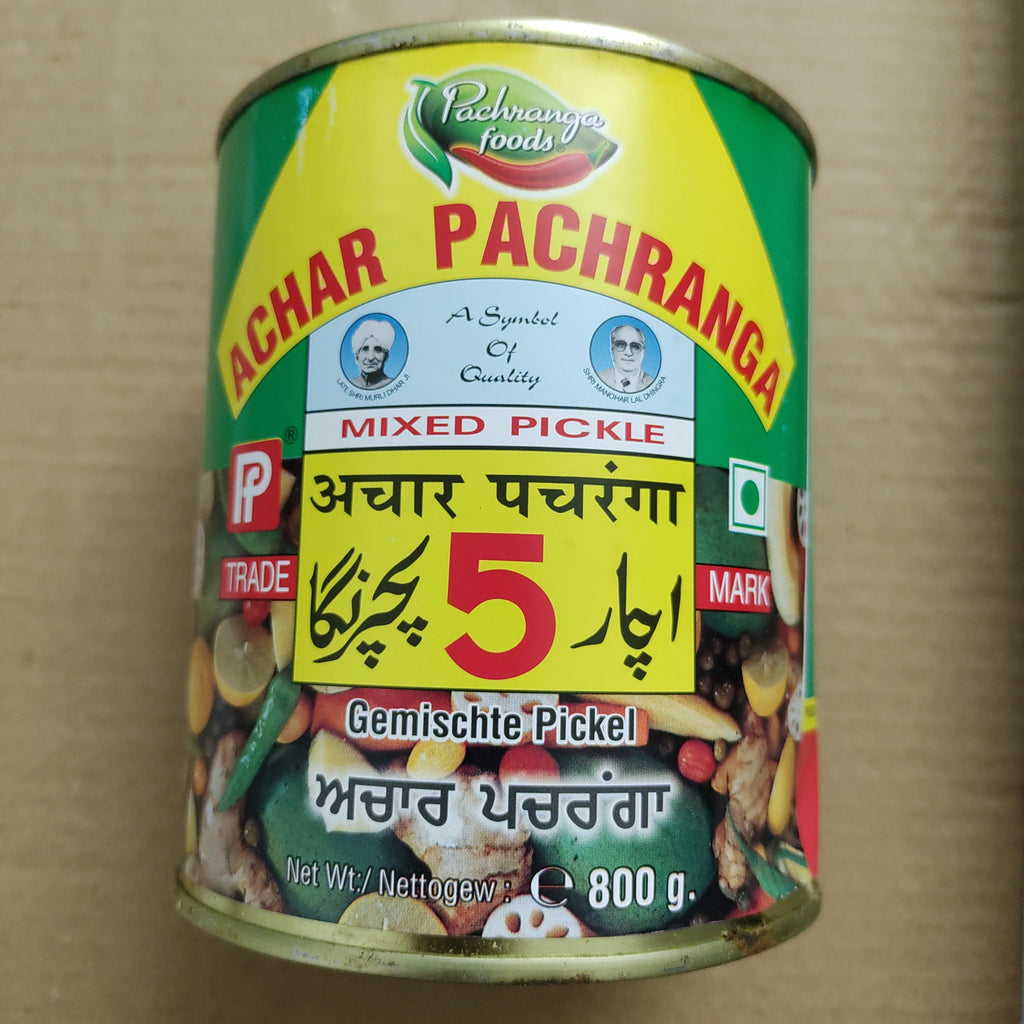 Pachranga
foods
ACHAR PACHRANGA
A Symbol
Of
Quality
LATE SHRI MURLI DHAR JI
SHRI MANOHAR LAL DHINGRA
MIXED PICKLE
PP
®
अचार पचरंगा
TRADE
MARK
اچار 5 پچرنگا
Gemischte Pickel
ਅਚਾਰ ਪਚਰੰਗਾ
Net Wt:/ Nettogew : e 800 g.